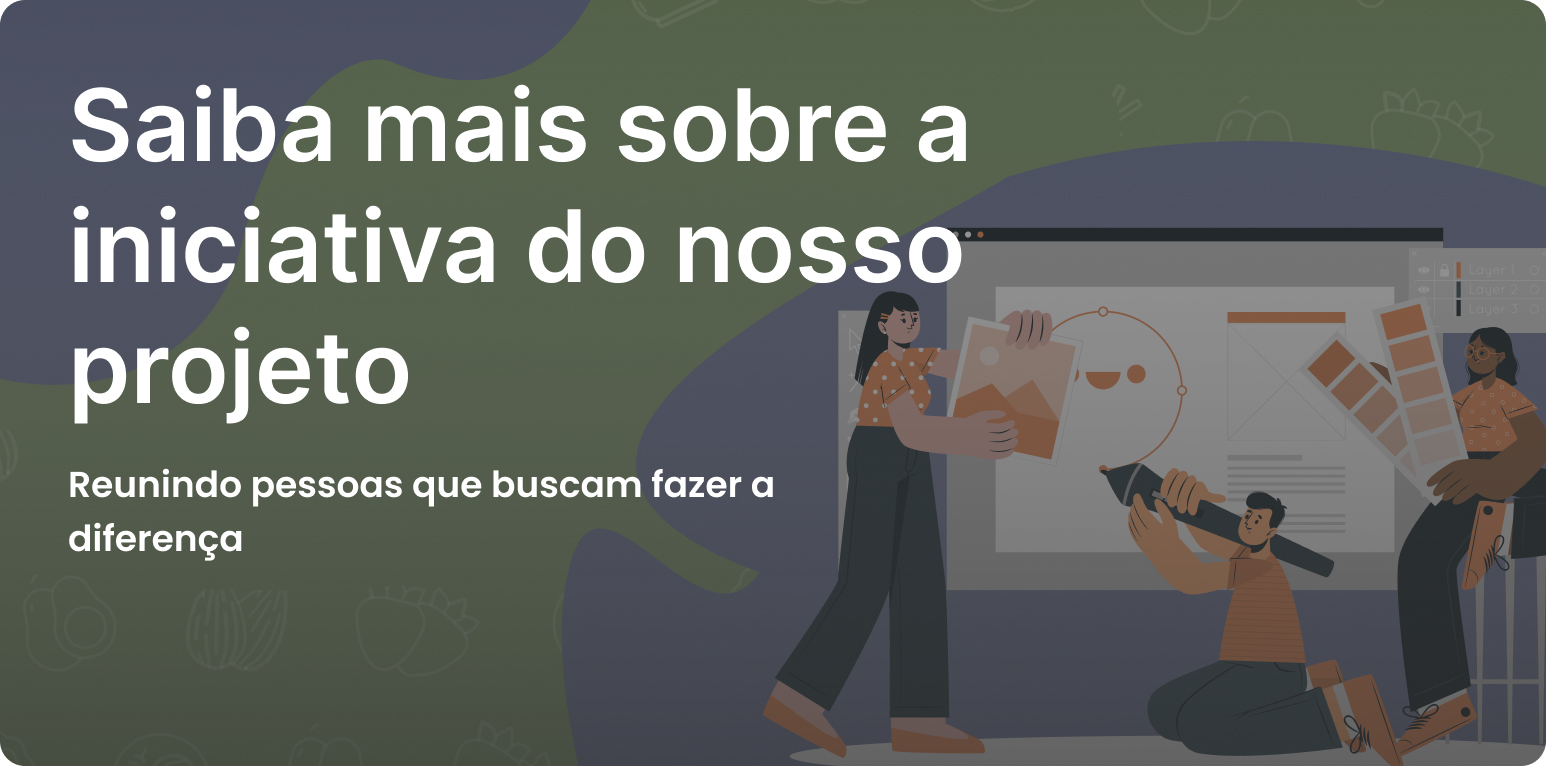 Saiba mais sobre a
iniciativa do nosso
projeto
Reunindo pessoas que buscam fazer a
diferença
Layer 1
Layer 2
Layer 3